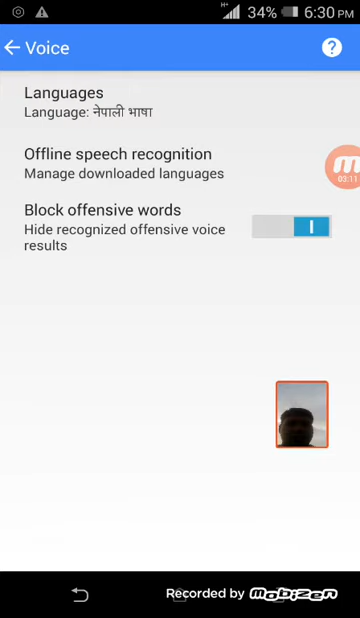 H+ 34% 6:30 PM
Voice ?
Languages
Language: नेपाली भाषा
Offline speech recognition
Manage downloaded languages
03:11
Block offensive words
Hide recognized offensive voice
results
Recorded by mobizen